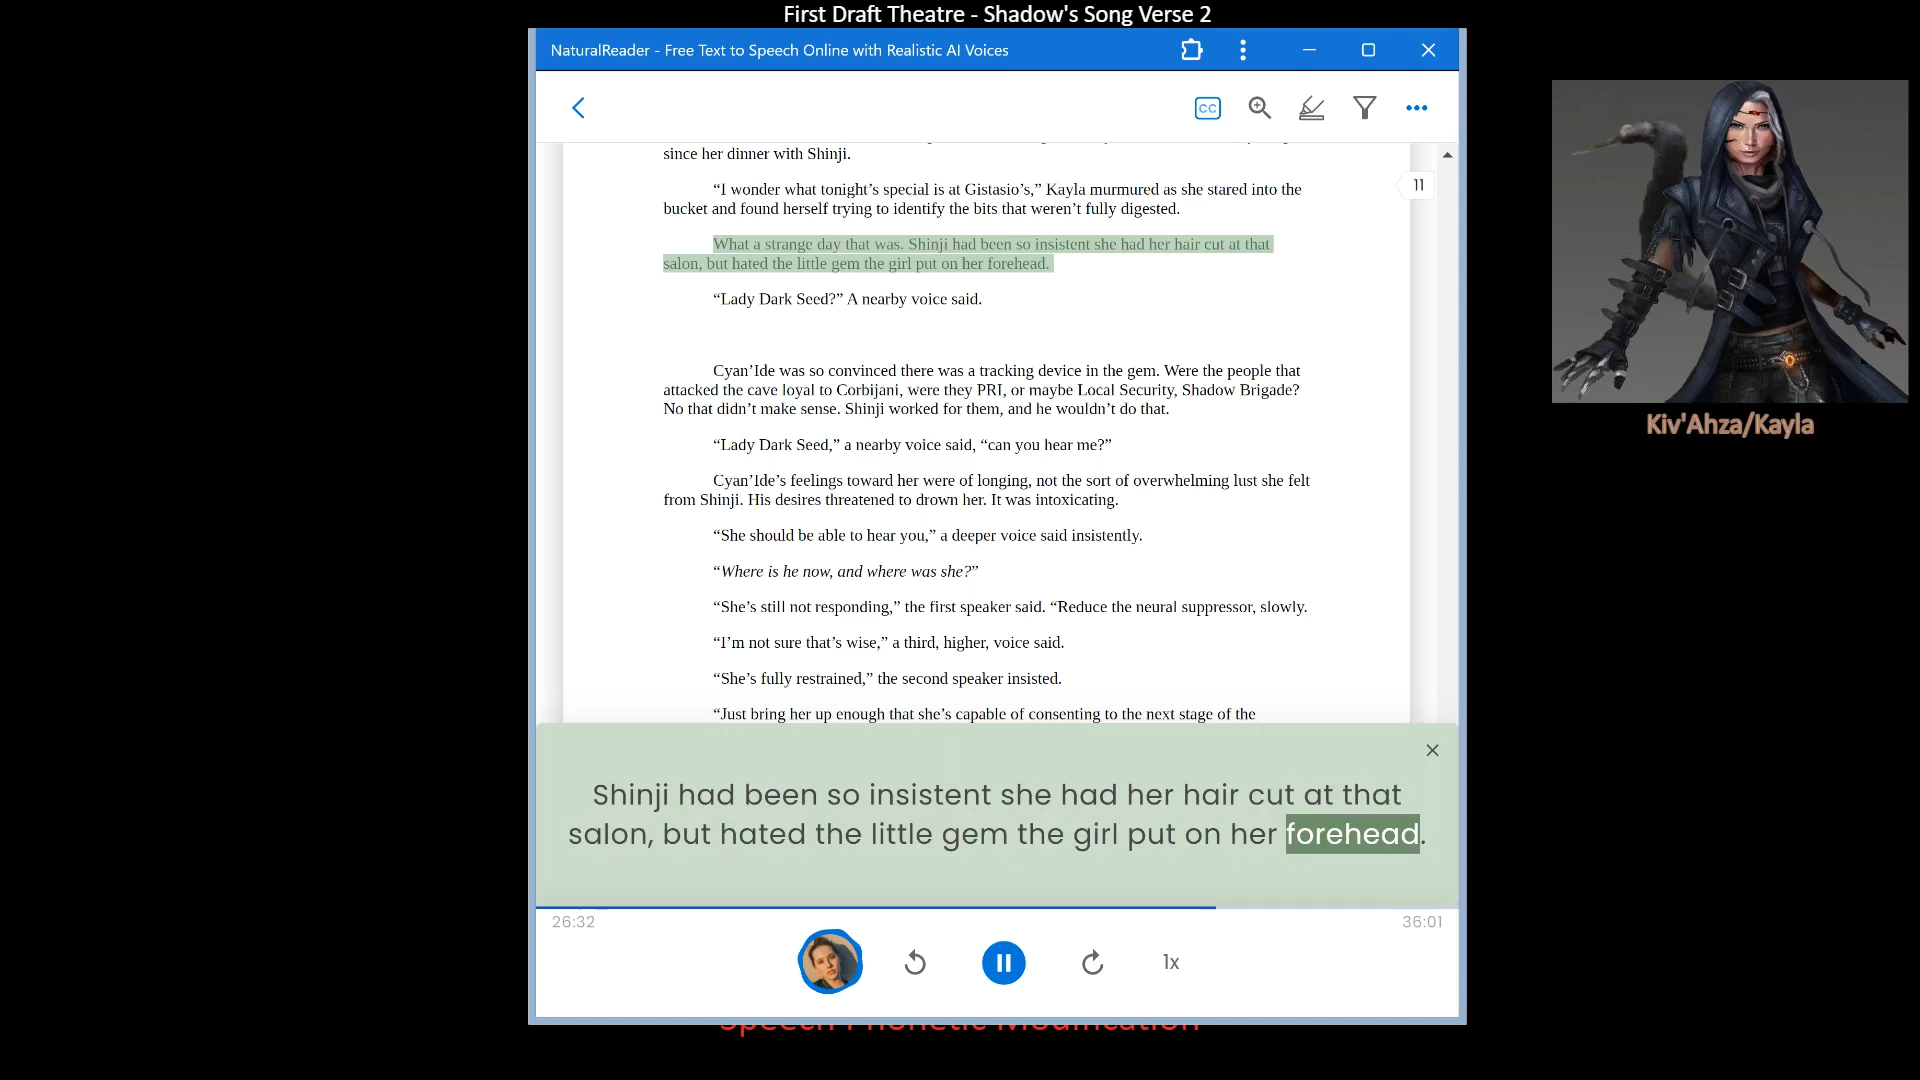 First Draft Theatre - Shadow's Song Verse 2
NaturalReader - Free Text to Speech Online with Realistic AI Voices
CC
since her dinner with Shinji.
11
“I wonder what tonight’s special is at Gistasio’s,” Kayla murmured as she stared into the
bucket and found herself trying to identify the bits that weren’t fully digested.
What a strange day that was. Shinji had been so insistent she had her hair cut at that
salon, but hated the little gem the girl put on her forehead.
“Lady Dark Seed?” A nearby voice said.
Cyan’Ide was so convinced there was a tracking device in the gem. Were the people that
attacked the cave loyal to Corbijani, were they PRI, or maybe Local Security, Shadow Brigade?
No that didn’t make sense. Shinji worked for them, and he wouldn’t do that.
“Lady Dark Seed,” a nearby voice said, “can you hear me?”
Cyan’Ide’s feelings toward her were of longing, not the sort of overwhelming lust she felt
from Shinji. His desires threatened to drown her. It was intoxicating.
“She should be able to hear you,” a deeper voice said insistently.
“Where is he now, and where was she?”
“She’s still not responding,” the first speaker said. “Reduce the neural suppressor, slowly.
“I’m not sure that’s wise,” a third, higher, voice said.
“She’s fully restrained,” the second speaker insisted.
“Just bring her up enough that she’s capable of consenting to the next stage of the
Shinji had been so insistent she had her hair cut at that
salon, but hated the little gem the girl put on her forehead.
26:32
36:01
1x
Speech Phonetic Modification
Kiv'Ahza/Kayla